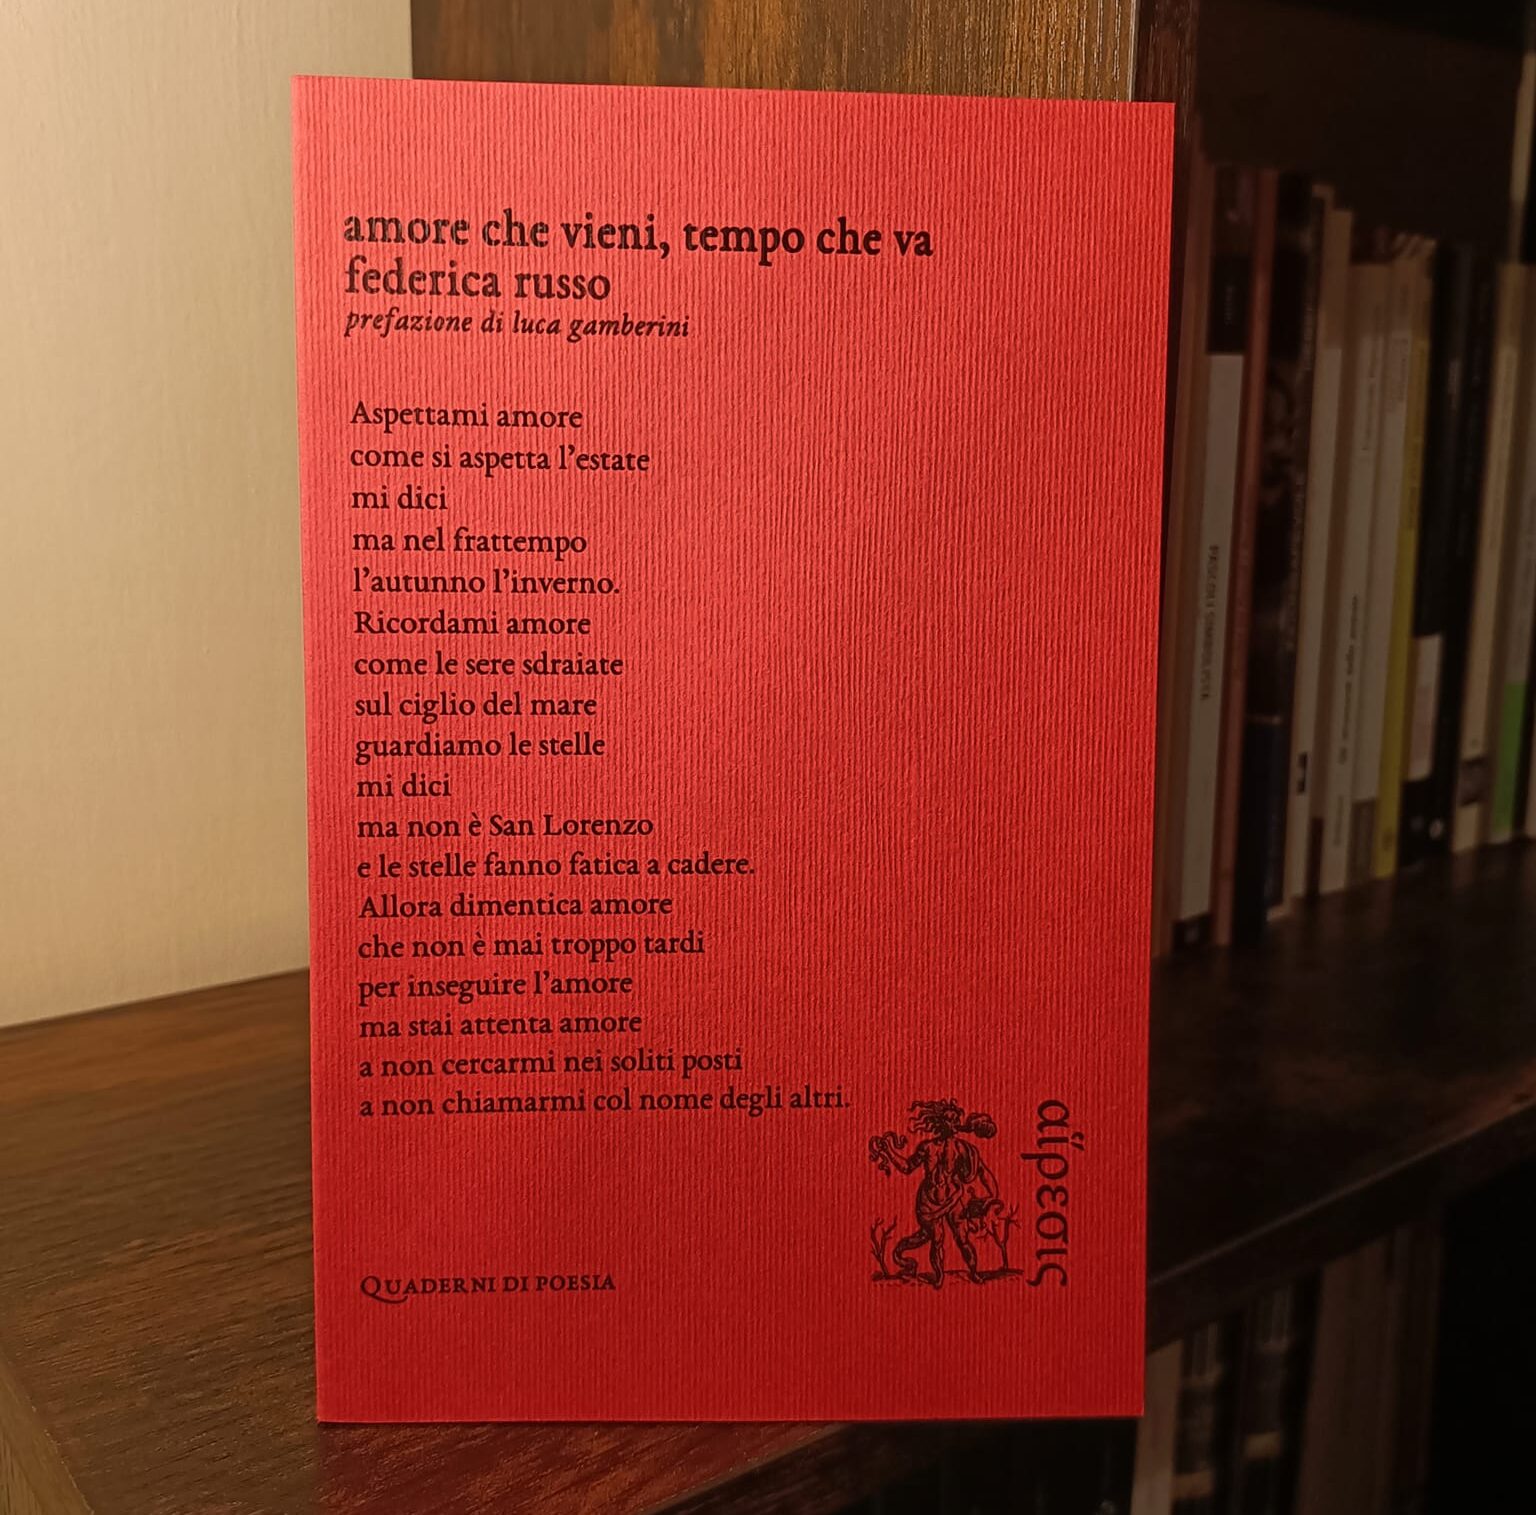 amore che vieni, tempo che va
federica russo
prefazione di luca gamberini
Aspettami amore
come si aspetta l’estate
mi dici
ma nel frattempo
l’autunno l’inverno.
Ricordami amore
come le sere sdraiate
sul ciglio del mare
guardiamo le stelle
mi dici
ma non è San Lorenzo
e le stelle fanno fatica a cadere.
Allora dimentica amore
che non è mai troppo tardi
per inseguire l’amore
ma stai attenta amore
a non cercarmi nei soliti posti
a non chiamarmi col nome degli altri.
αἵρεσις
QUADERNI DI POESIA